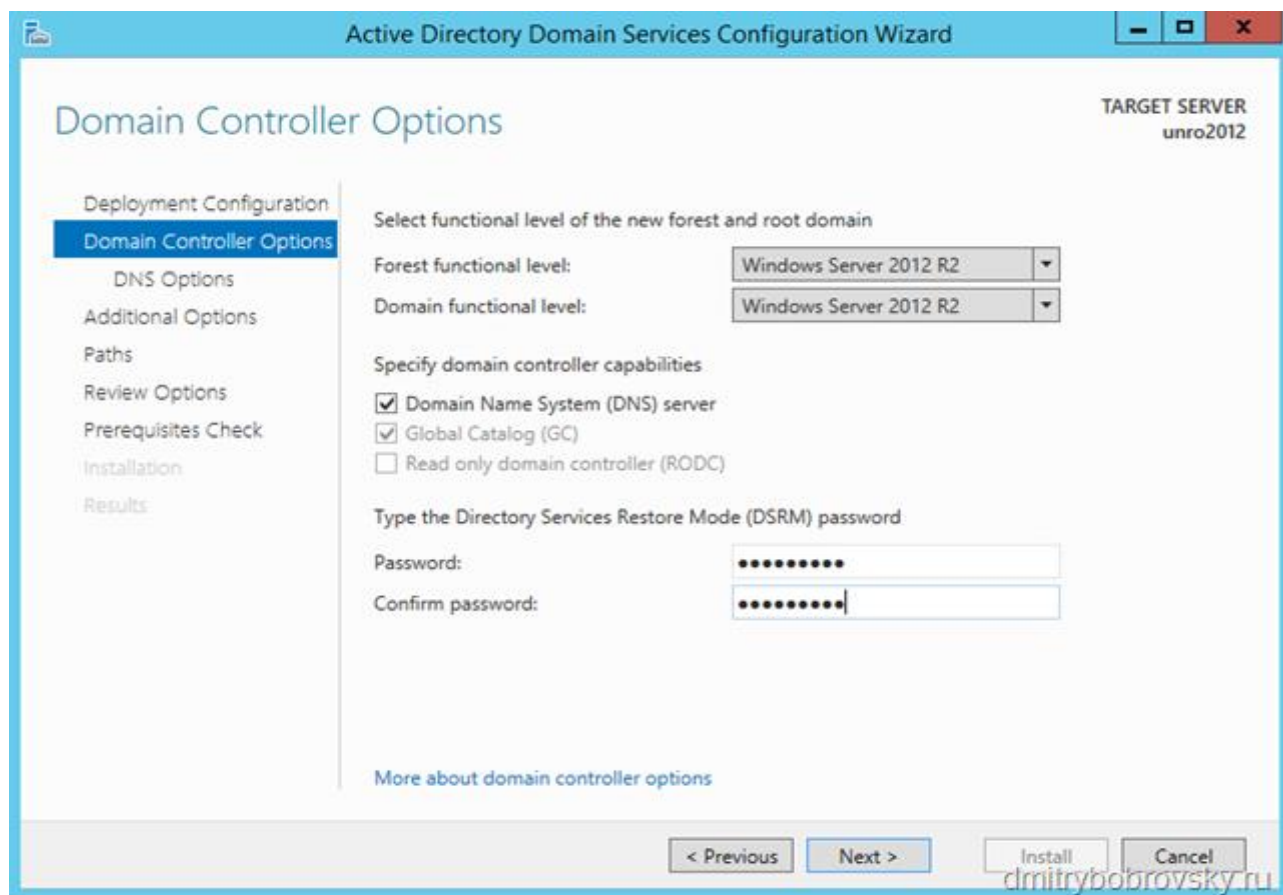 Active Directory Domain Services Configuration Wizard
Domain Controller Options
TARGET SERVER
unro2012
Deployment Configuration
Domain Controller Options
DNS Options
Additional Options
Paths
Review Options
Prerequisites Check
Installation
Results
Select functional level of the new forest and root domain
Forest functional level: Windows Server 2012 R2
Domain functional level: Windows Server 2012 R2
Specify domain controller capabilities
Domain Name System (DNS) server
Global Catalog (GC)
Read only domain controller (RODC)
Type the Directory Services Restore Mode (DSRM) password
Password: •••••••••
Confirm password: •••••••••
More about domain controller options
< Previous Next > Install Cancel
dmitrybobrovsky.ru